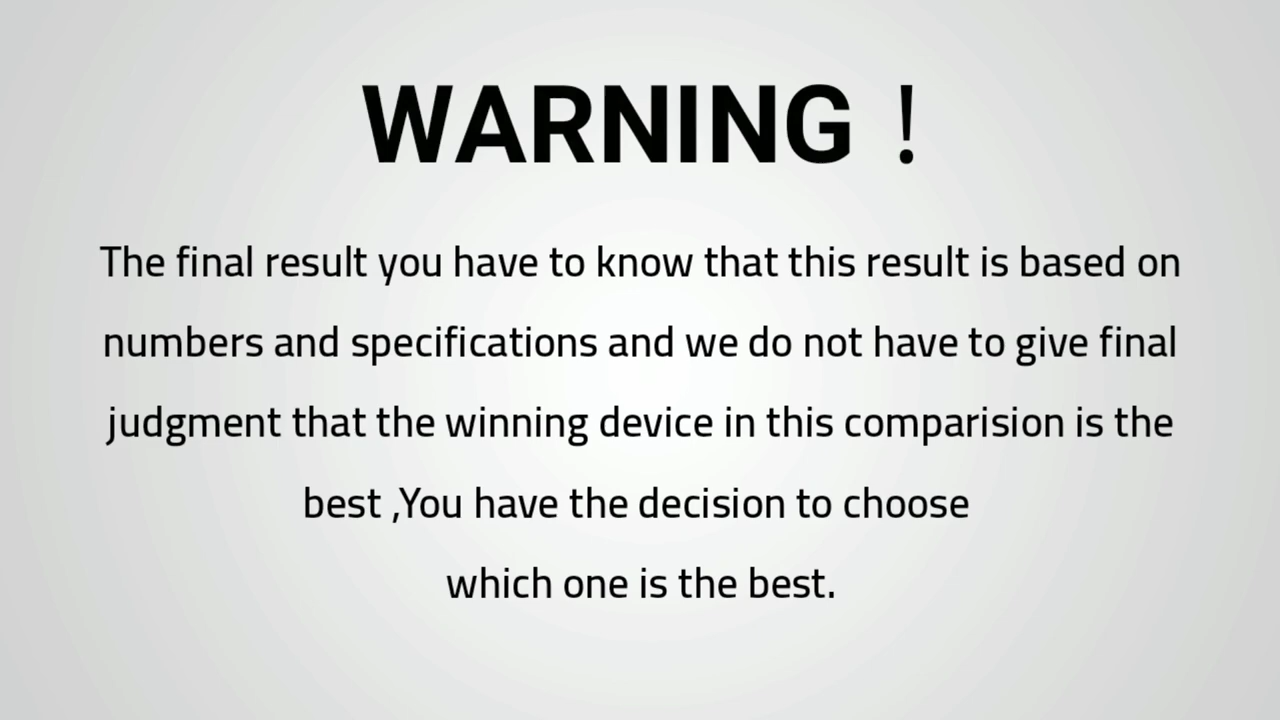 WARNING !
The final result you have to know that this result is based on
numbers and specifications and we do not have to give final
judgment that the winning device in this comparision is the
best ,You have the decision to choose
which one is the best.